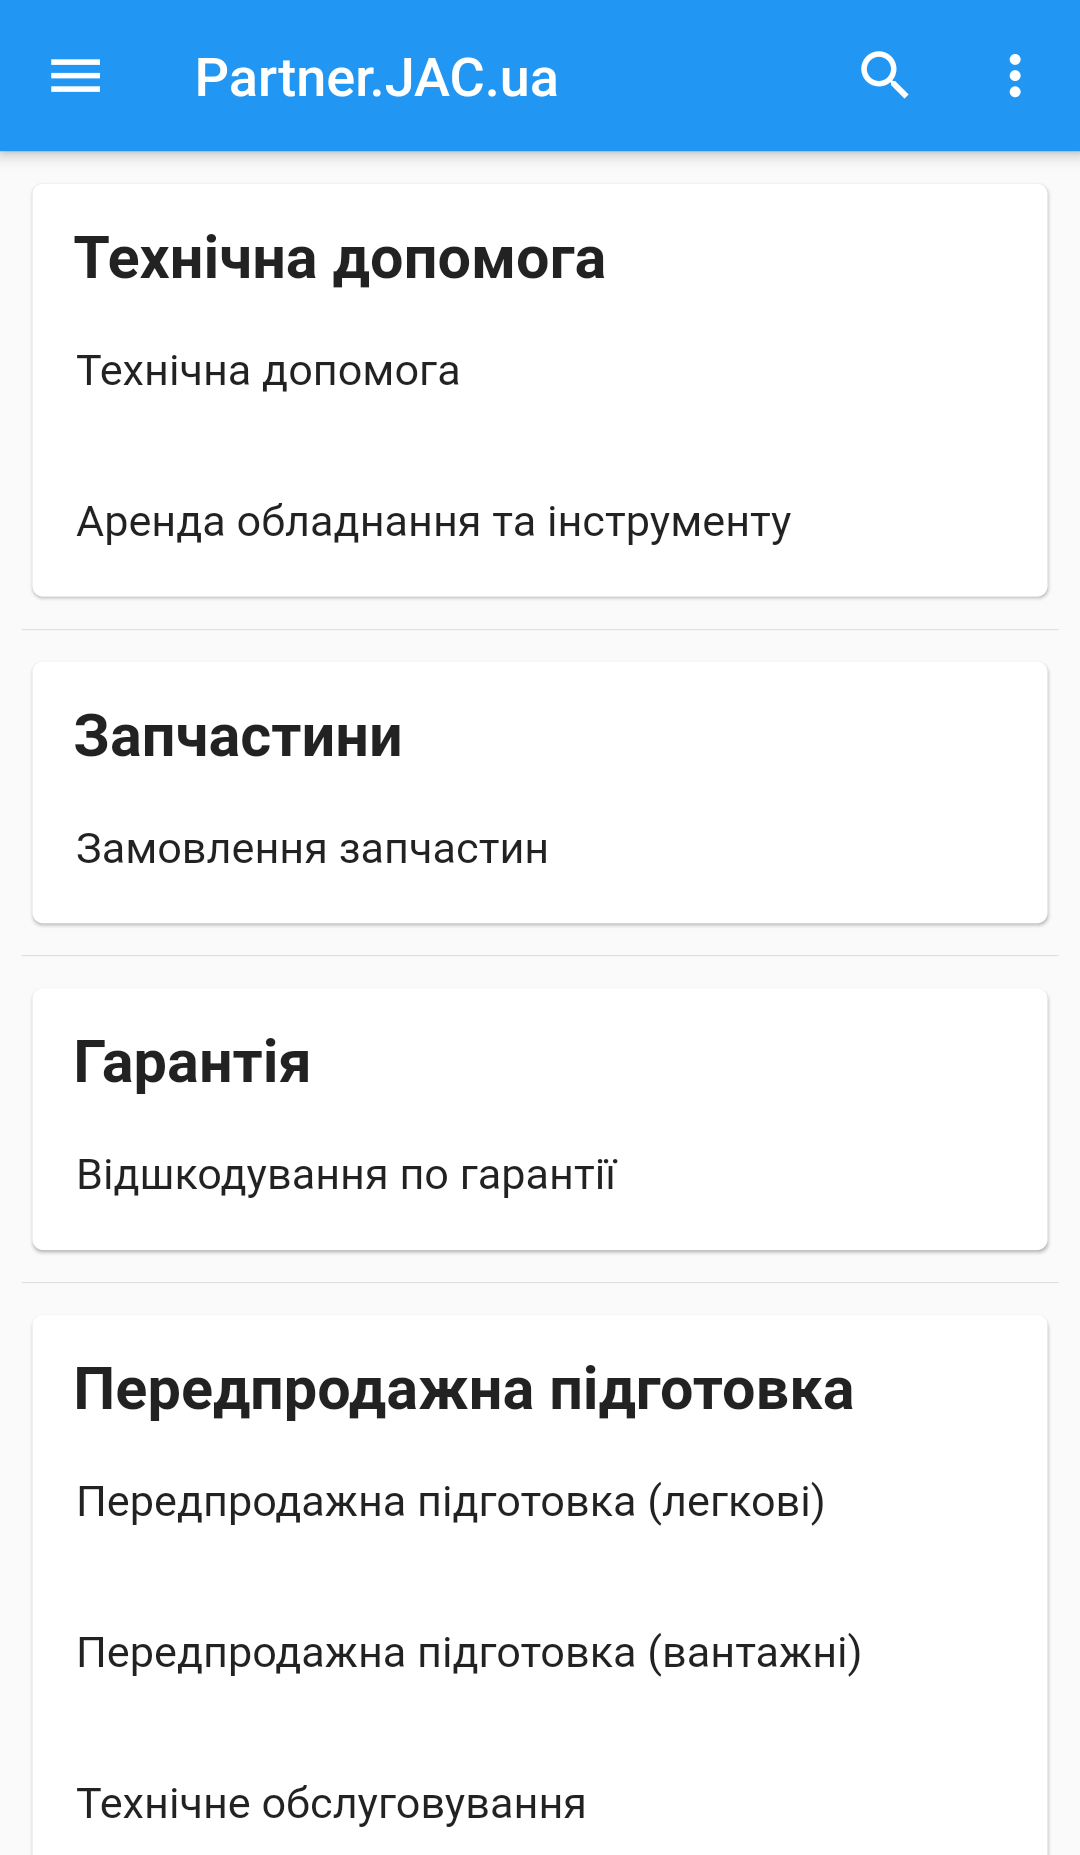 Partner.JAC.ua
Технічна допомога
Технічна допомога
Аренда обладнання та інструменту
Запчастини
Замовлення запчастин
Гарантія
Відшкодування по гарантії
Передпродажна підготовка
Передпродажна підготовка (легкові)
Передпродажна підготовка (вантажні)
Технічне обслуговування